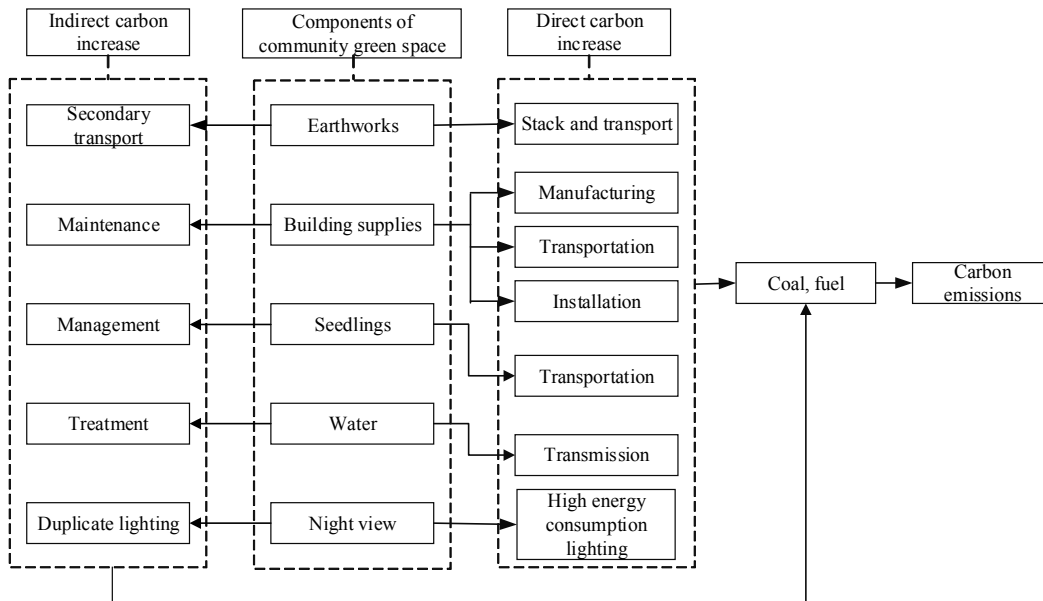 Indirect carbon
increase
Components of
community green space
Direct carbon
increase
Secondary
transport
Earthworks
Stack and transport
Manufacturing
Maintenance
Building supplies
Transportation
Coal, fuel
Carbon
emissions
Installation
Management
Seedlings
Transportation
Treatment
Water
Transmission
Duplicate lighting
Night view
High energy
consumption
lighting